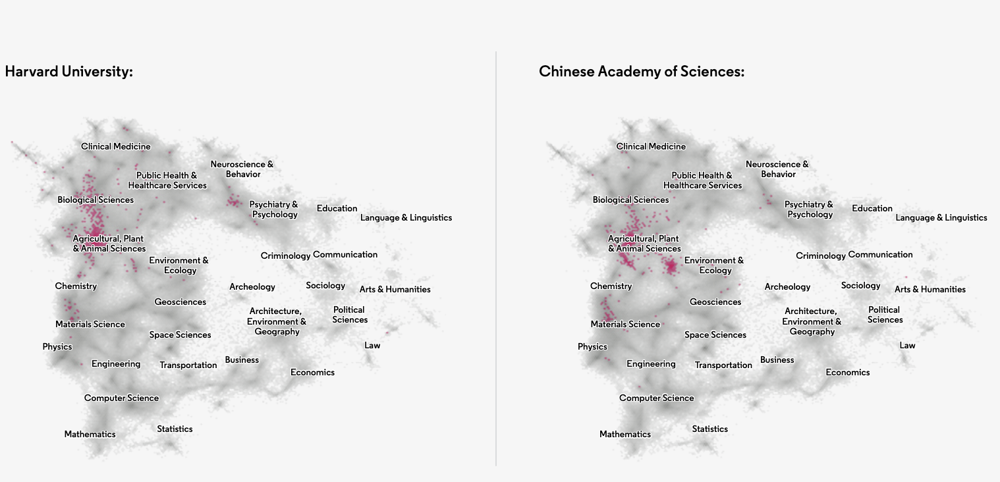 Harvard University:
Clinical Medicine
Neuroscience &
Behavior
Public Health &
Healthcare Services
Biological Sciences
Psychiatry &
Psychology
Education
Language & Linguistics
Agricultural, Plant
& Animal Sciences
Environment &
Ecology
Criminology
Communication
Chemistry
Archeology
Sociology
Arts & Humanities
Geosciences
Architecture,
Environment &
Geography
Political
Sciences
Materials Science
Space Sciences
Physics
Law
Engineering
Transportation
Business
Economics
Computer Science
Mathematics
Statistics
Chinese Academy of Sciences:
Clinical Medicine
Neuroscience &
Behavior
Public Health &
Healthcare Services
Biological Sciences
Psychiatry &
Psychology
Education
Language & Linguistics
Agricultural, Plant
& Animal Sciences
Environment &
Ecology
Criminology
Communication
Chemistry
Archeology
Sociology
Arts & Humanities
Geosciences
Architecture,
Environment &
Geography
Political
Sciences
Materials Science
Space Sciences
Physics
Law
Engineering
Transportation
Business
Economics
Computer Science
Mathematics
Statistics